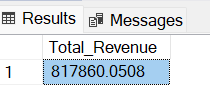 Results Messages
Total_Revenue
1 817860.0508